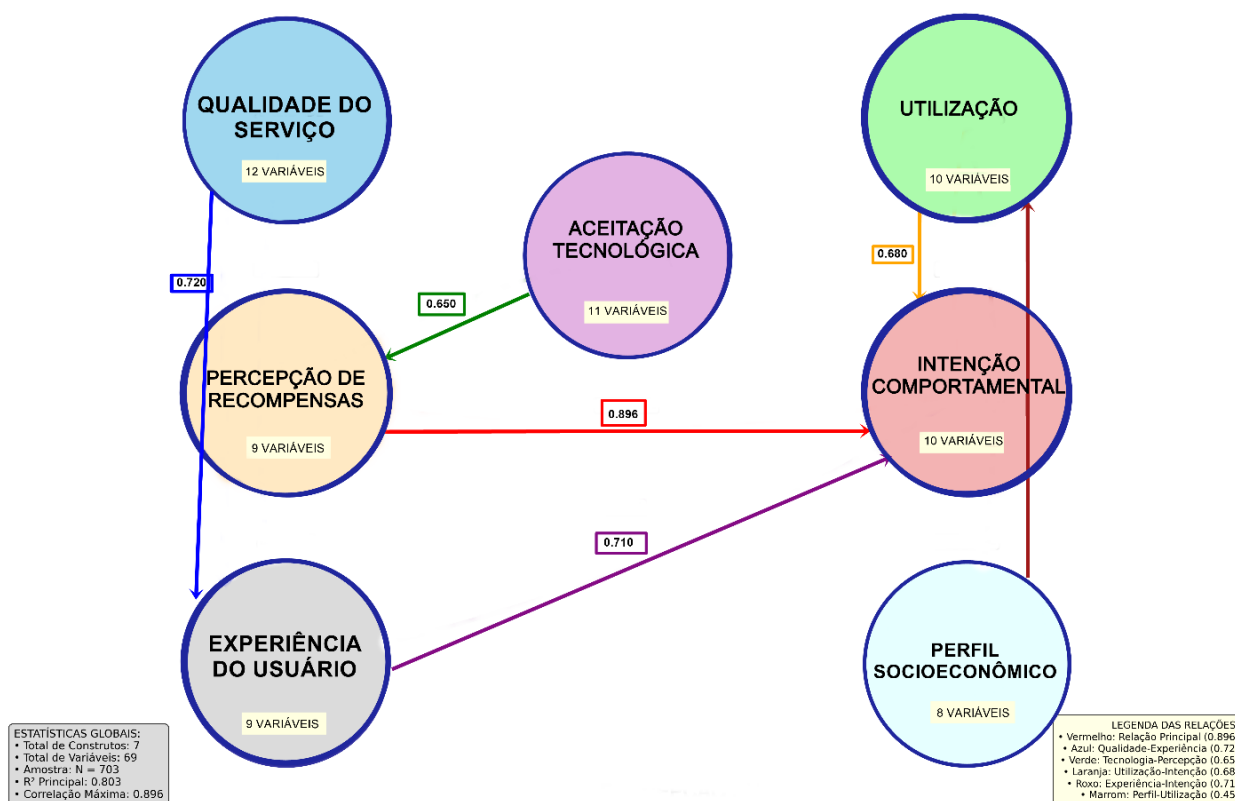 QUALIDADE DO
SERVIÇO
12 VARIÁVEIS
UTILIZAÇÃO
10 VARIÁVEIS
ACEITAÇÃO
TECNOLÓGICA
11 VARIÁVEIS
0.720
0.650
0.680
PERCEPÇÃO DE
RECOMPENSAS
9 VARIÁVEIS
0.896
INTENÇÃO
COMPORTAMENTAL
10 VARIÁVEIS
0.710
EXPERIÊNCIA
DO USUÁRIO
9 VARIÁVEIS
PERFIL
SOCIOECONÔMICO
8 VARIÁVEIS
ESTATÍSTICAS GLOBAIS:
• Total de Construtos: 7
• Total de Variáveis: 69
• Amostra: N = 703
• R² Principal: 0.803
• Correlação Máxima: 0.896
LEGENDA DAS RELAÇÕES
• Vermelho: Relação Principal (0.896
• Azul: Qualidade-Experiência (0.72
• Verde: Tecnologia-Percepção (0.65
• Laranja: Utilização-Intenção (0.68
• Roxo: Experiência-Intenção (0.71
• Marrom: Perfil-Utilização (0.45